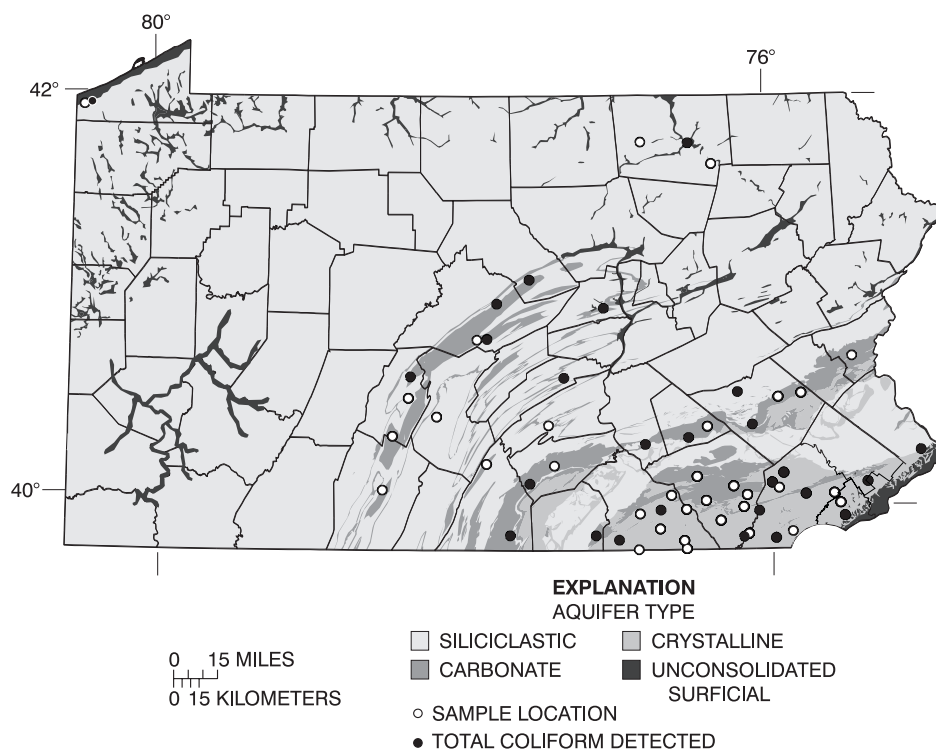 80°
76°
42°
40°
EXPLANATION
AQUIFER TYPE
SILICICLASTIC
CRYSTALLINE
CARBONATE
UNCONSOLIDATED
SURFICIAL
0 15 MILES
0 15 KILOMETERS
SAMPLE LOCATION
TOTAL COLIFORM DETECTED